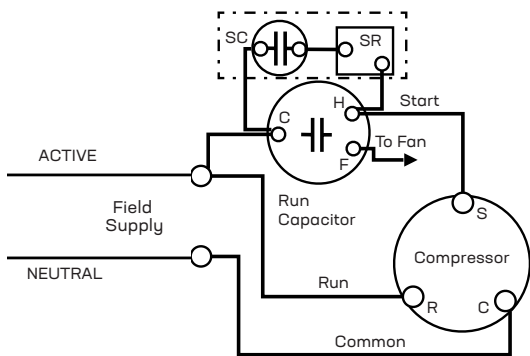 SC
SR
H
Start
C
ACTIVE
To Fan
F
Run
Capacitor
Field
Supply
S
Compressor
NEUTRAL
Run
R
C
Common